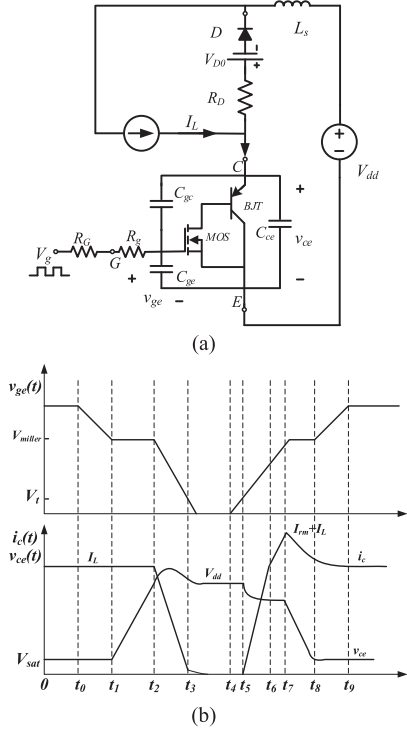 D
L_s
V_D0
-
+
R_D
I_L
+
-
V_dd
C
C_gc
BJT
+
R_G
R_g
MOS
C_ce
v_ce
V_g
G
+
C_ge
v_ge
-
-
E
(a)
v_ge(t)
V_miller
V_t
i_c(t)
v_ce(t)
I_L
V_dd
I_rm+I_L
i_c
V_sat
v_ce
0 t_0 t_1 t_2 t_3 t_4 t_5 t_6 t_7 t_8 t_9
(b)